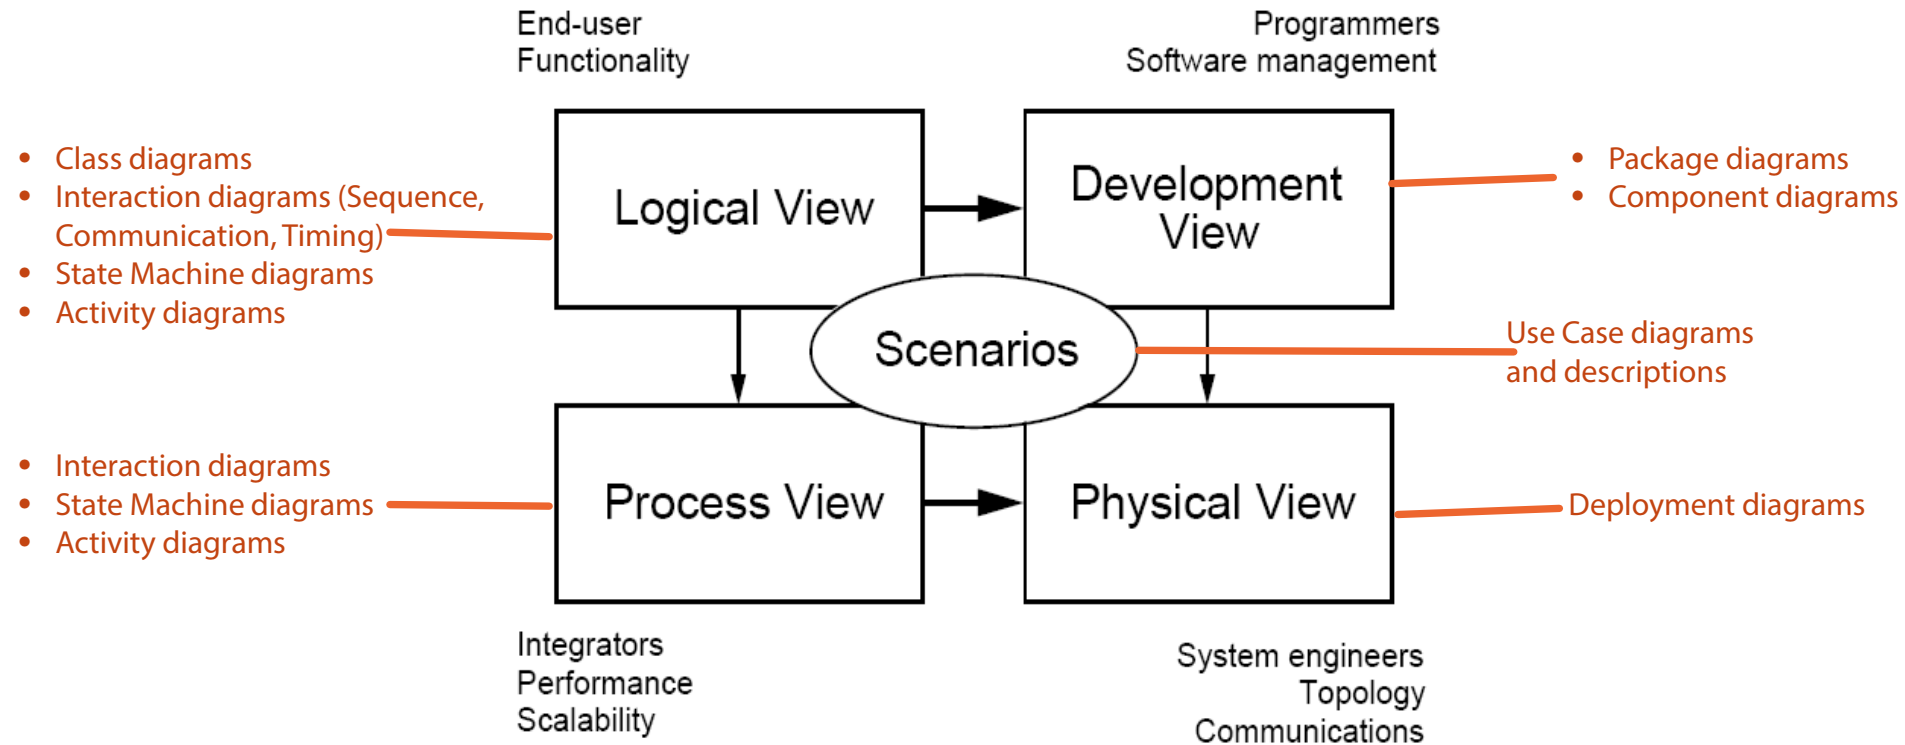 End-user
Functionality
Programmers
Software management
• Class diagrams
• Interaction diagrams (Sequence,
Communication, Timing)
• State Machine diagrams
• Activity diagrams
Logical View
Development
View
• Package diagrams
• Component diagrams
Scenarios
Use Case diagrams
and descriptions
• Interaction diagrams
• State Machine diagrams
• Activity diagrams
Process View
Physical View
Deployment diagrams
Integrators
Performance
Scalability
System engineers
Topology
Communications